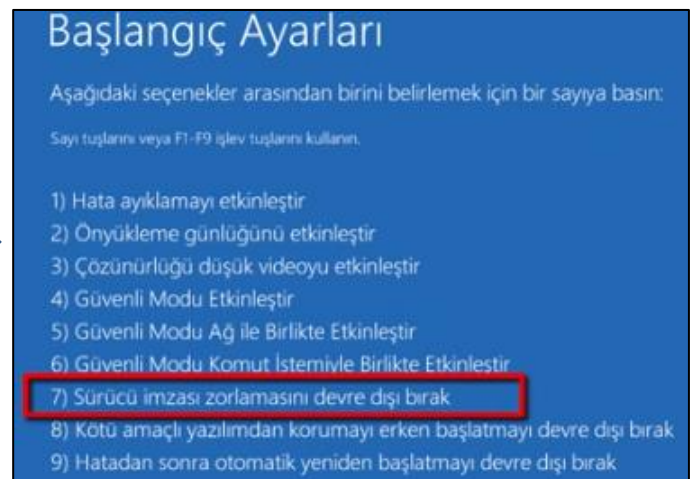 Başlangıç Ayarları
Aşağıdaki seçenekler arasından birini belirlemek için bir sayıya basın:
Sayı tuşlarını veya F1-F9 işlev tuşlarını kullanın.
1) Hata ayıklamayı etkinleştir
2) Önyükleme günlüğünü etkinleştir
3) Çözünürlüğü düşük videoyu etkinleştir
4) Güvenli Modu Etkinleştir
5) Güvenli Modu Ağ ile Birlikte Etkinleştir
6) Güvenli Modu Komut İstemiyle Birlikte Etkinleştir
7) Sürücü imzası zorlamasını devre dışı bırak
8) Kötü amaçlı yazılımdan korumayı erken başlatmayı devre dışı bırak
9) Hatadan sonra otomatik yeniden başlatmayı devre dışı bırak